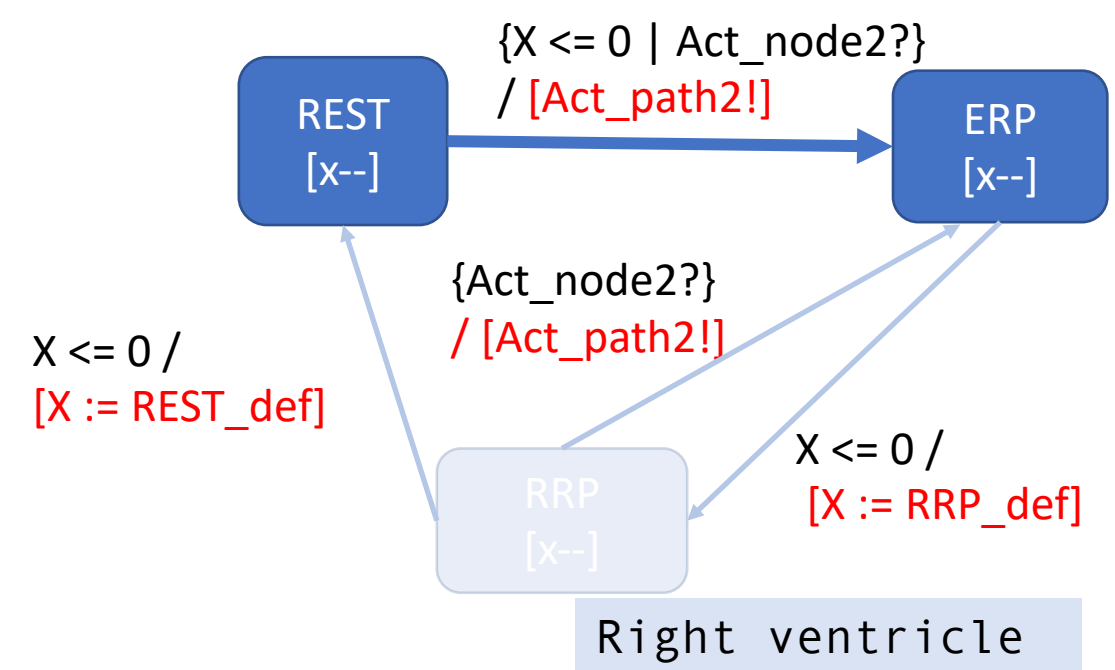 {X <= 0 | Act_node2?}
/ [Act_path2!]
REST
[x--]
ERP
[x--]
{Act_node2?}
/ [Act_path2!]
X <= 0 /
[X := REST_def]
X <= 0 /
[X := RRP_def]
RRP
[x--]
Right ventricle